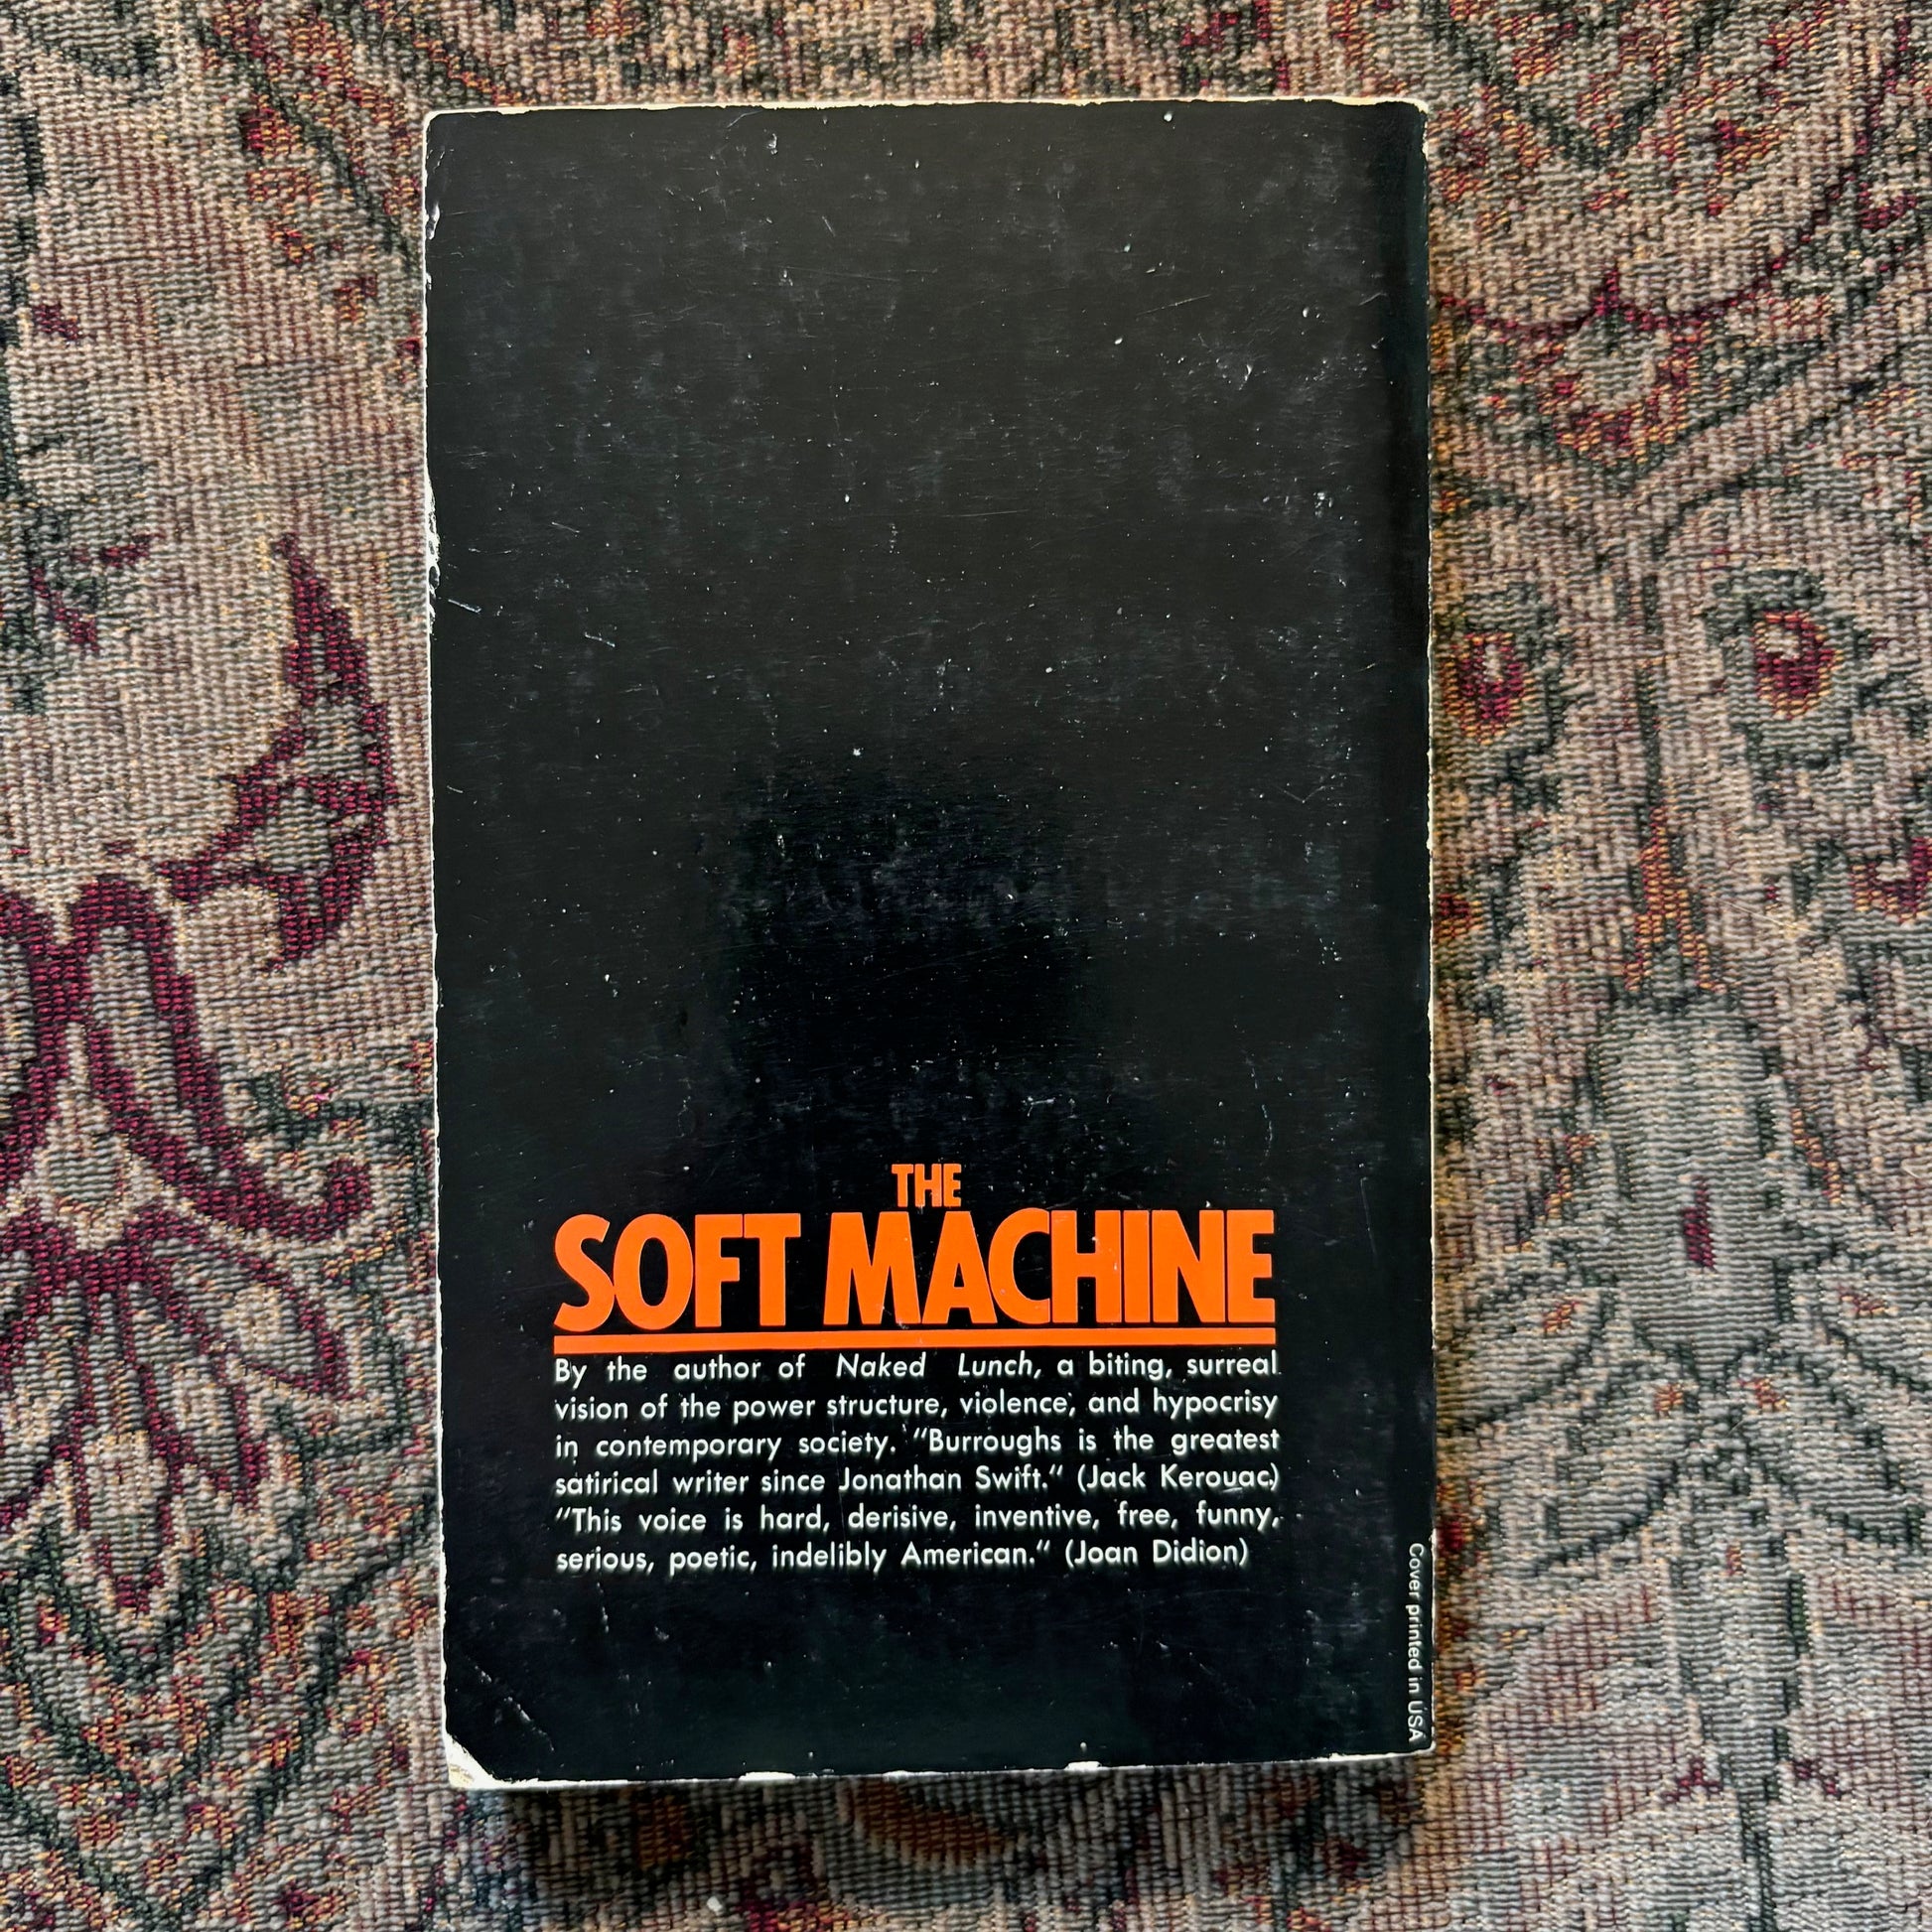 THE
SOFT MACHINE
By the author of Naked Lunch, a biting, surreal
vision of the power structure, violence, and hypocrisy
in contemporary society. "Burroughs is the greatest
satirical writer since Jonathan Swift." (Jack Kerouac)
"This voice is hard, derisive, inventive, free, funny,
serious, poetic, indelibly American." (Joan Didion)
Cover printed in USA